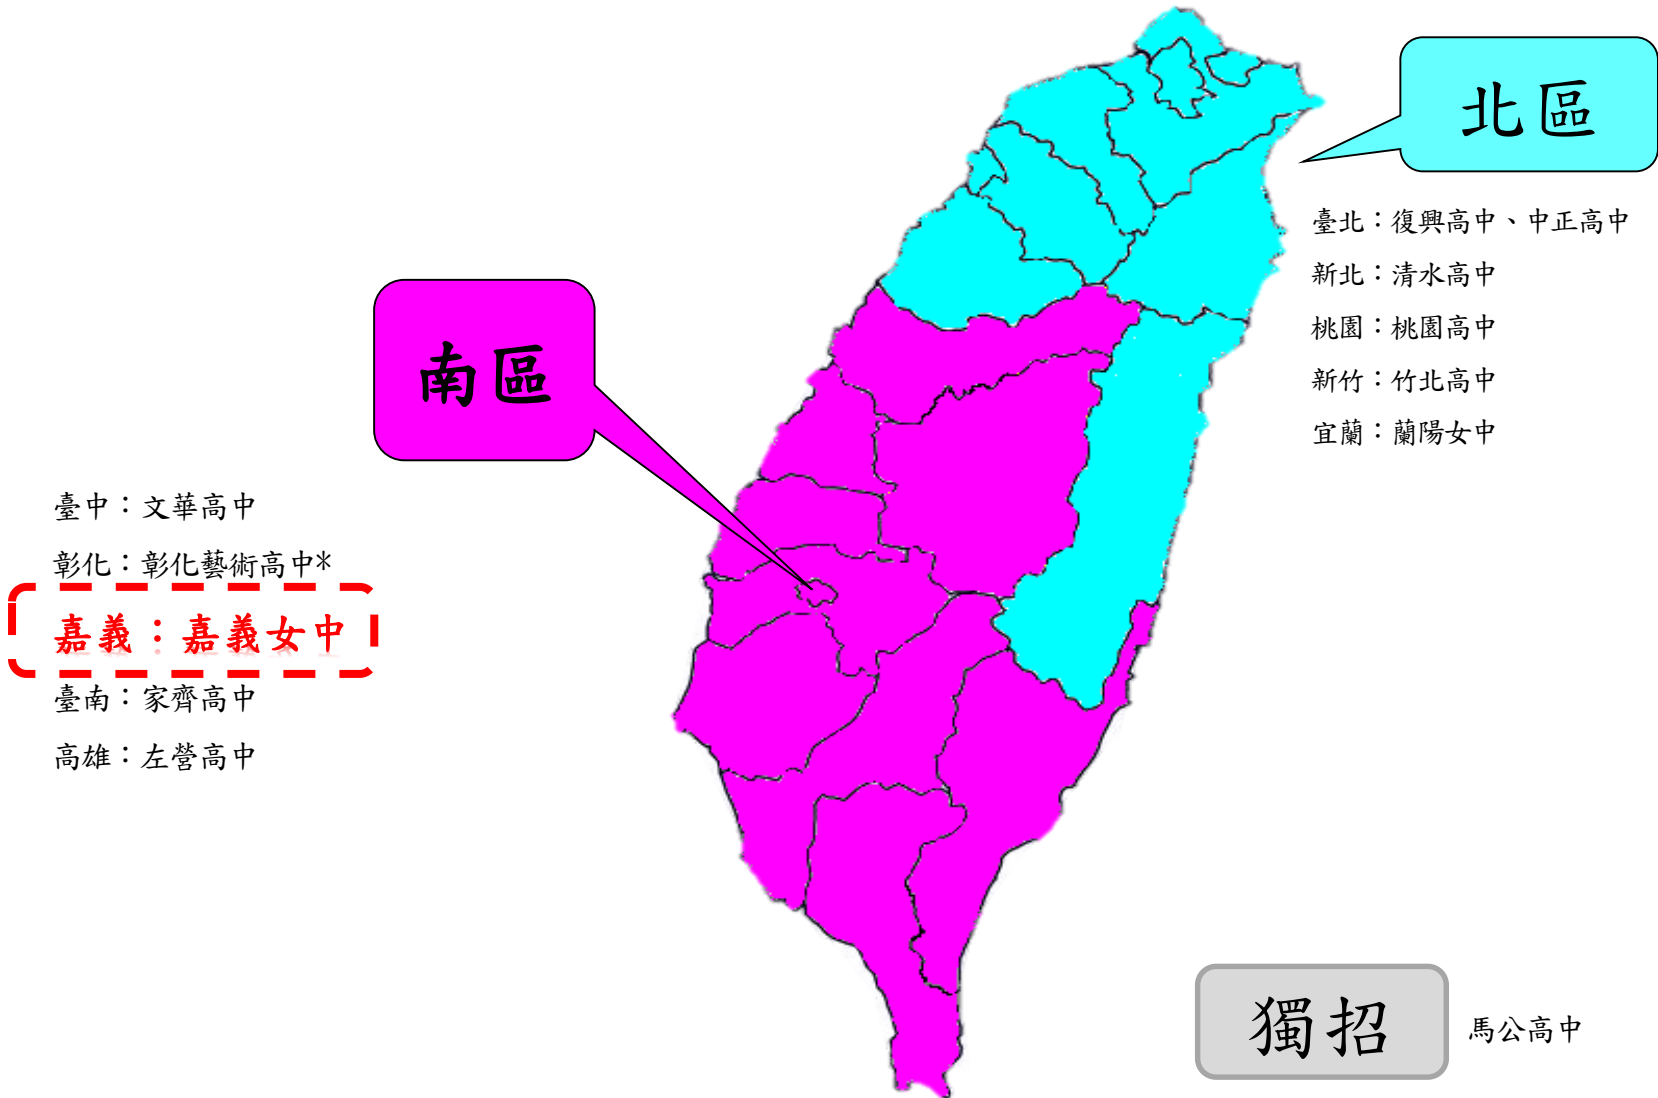 北區
臺北：復興高中、中正高中
新北：清水高中
桃園：桃園高中
新竹：竹北高中
宜蘭：蘭陽女中
南區
臺中：文華高中
彰化：彰化藝術高中*
嘉義：嘉義女中
臺南：家齊高中
高雄：左營高中
獨招
馬公高中